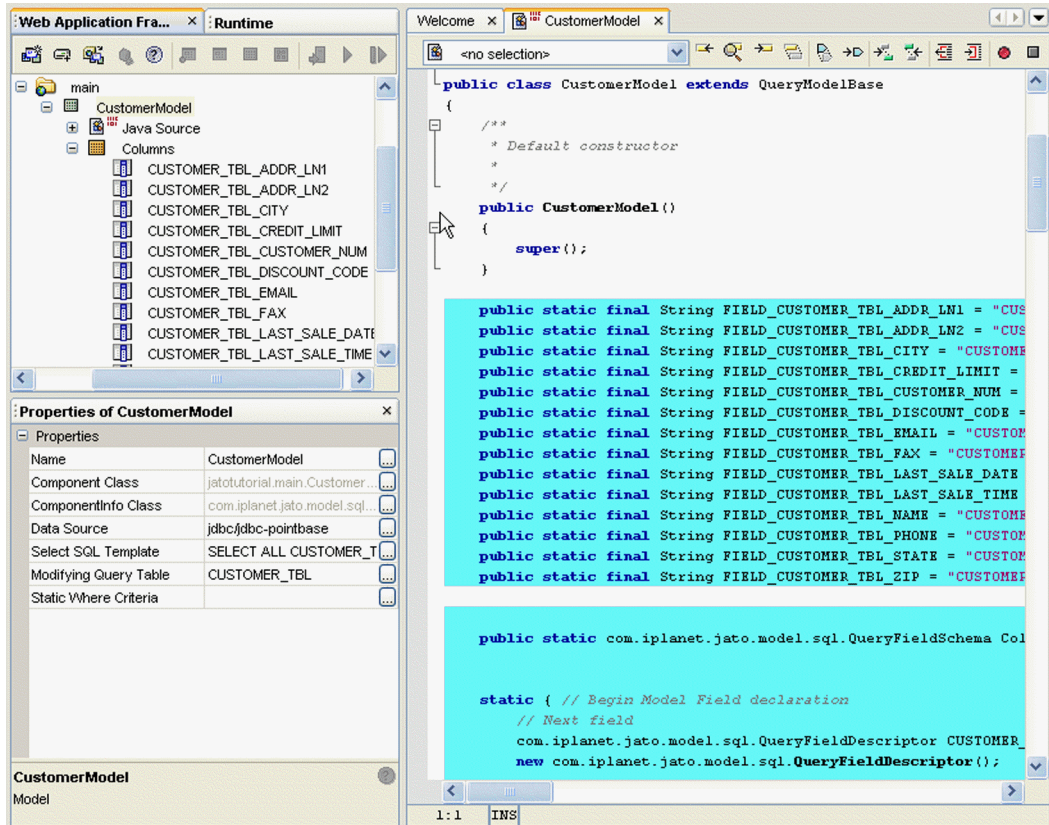 Web Application Fra...
Runtime
main
CustomerModel
Java Source
Columns
CUSTOMER_TBL_ADDR_LN1
CUSTOMER_TBL_ADDR_LN2
CUSTOMER_TBL_CITY
CUSTOMER_TBL_CREDIT_LIMIT
CUSTOMER_TBL_CUSTOMER_NUM
CUSTOMER_TBL_DISCOUNT_CODE
CUSTOMER_TBL_EMAIL
CUSTOMER_TBL_FAX
CUSTOMER_TBL_LAST_SALE_DATE
CUSTOMER_TBL_LAST_SALE_TIME
Properties of CustomerModel
Properties
Name CustomerModel ...
Component Class jatotutorial.main.Customer... ...
ComponentInfo Class com.iplanet.jato.model.sql... ...
Data Source jdbc/jdbc-pointbase ...
Select SQL Template SELECT ALL CUSTOMER_T ...
Modifying Query Table CUSTOMER_TBL ...
Static Where Criteria ...
CustomerModel
Model
Welcome
CustomerModel
<no selection>
public class CustomerModel extends QueryModelBase
{
/**
* Default constructor
*
*/
public CustomerModel()
{
super();
}
public static final String FIELD_CUSTOMER_TBL_ADDR_LN1 = "CUS
public static final String FIELD_CUSTOMER_TBL_ADDR_LN2 = "CUS
public static final String FIELD_CUSTOMER_TBL_CITY = "CUSTOME
public static final String FIELD_CUSTOMER_TBL_CREDIT_LIMIT =
public static final String FIELD_CUSTOMER_TBL_CUSTOMER_NUM =
public static final String FIELD_CUSTOMER_TBL_DISCOUNT_CODE =
public static final String FIELD_CUSTOMER_TBL_EMAIL = "CUSTOM
public static final String FIELD_CUSTOMER_TBL_FAX = "CUSTOMER
public static final String FIELD_CUSTOMER_TBL_LAST_SALE_DATE
public static final String FIELD_CUSTOMER_TBL_LAST_SALE_TIME
public static final String FIELD_CUSTOMER_TBL_NAME = "CUSTOME
public static final String FIELD_CUSTOMER_TBL_PHONE = "CUSTOM
public static final String FIELD_CUSTOMER_TBL_STATE = "CUSTOM
public static final String FIELD_CUSTOMER_TBL_ZIP = "CUSTOMER
public static com.iplanet.jato.model.sql.QueryFieldSchema Col
static { // Begin Model Field declaration
// Next field
com.iplanet.jato.model.sql.QueryFieldDescriptor CUSTOMER_
new com.iplanet.jato.model.sql.QueryFieldDescriptor();
1:1 INS